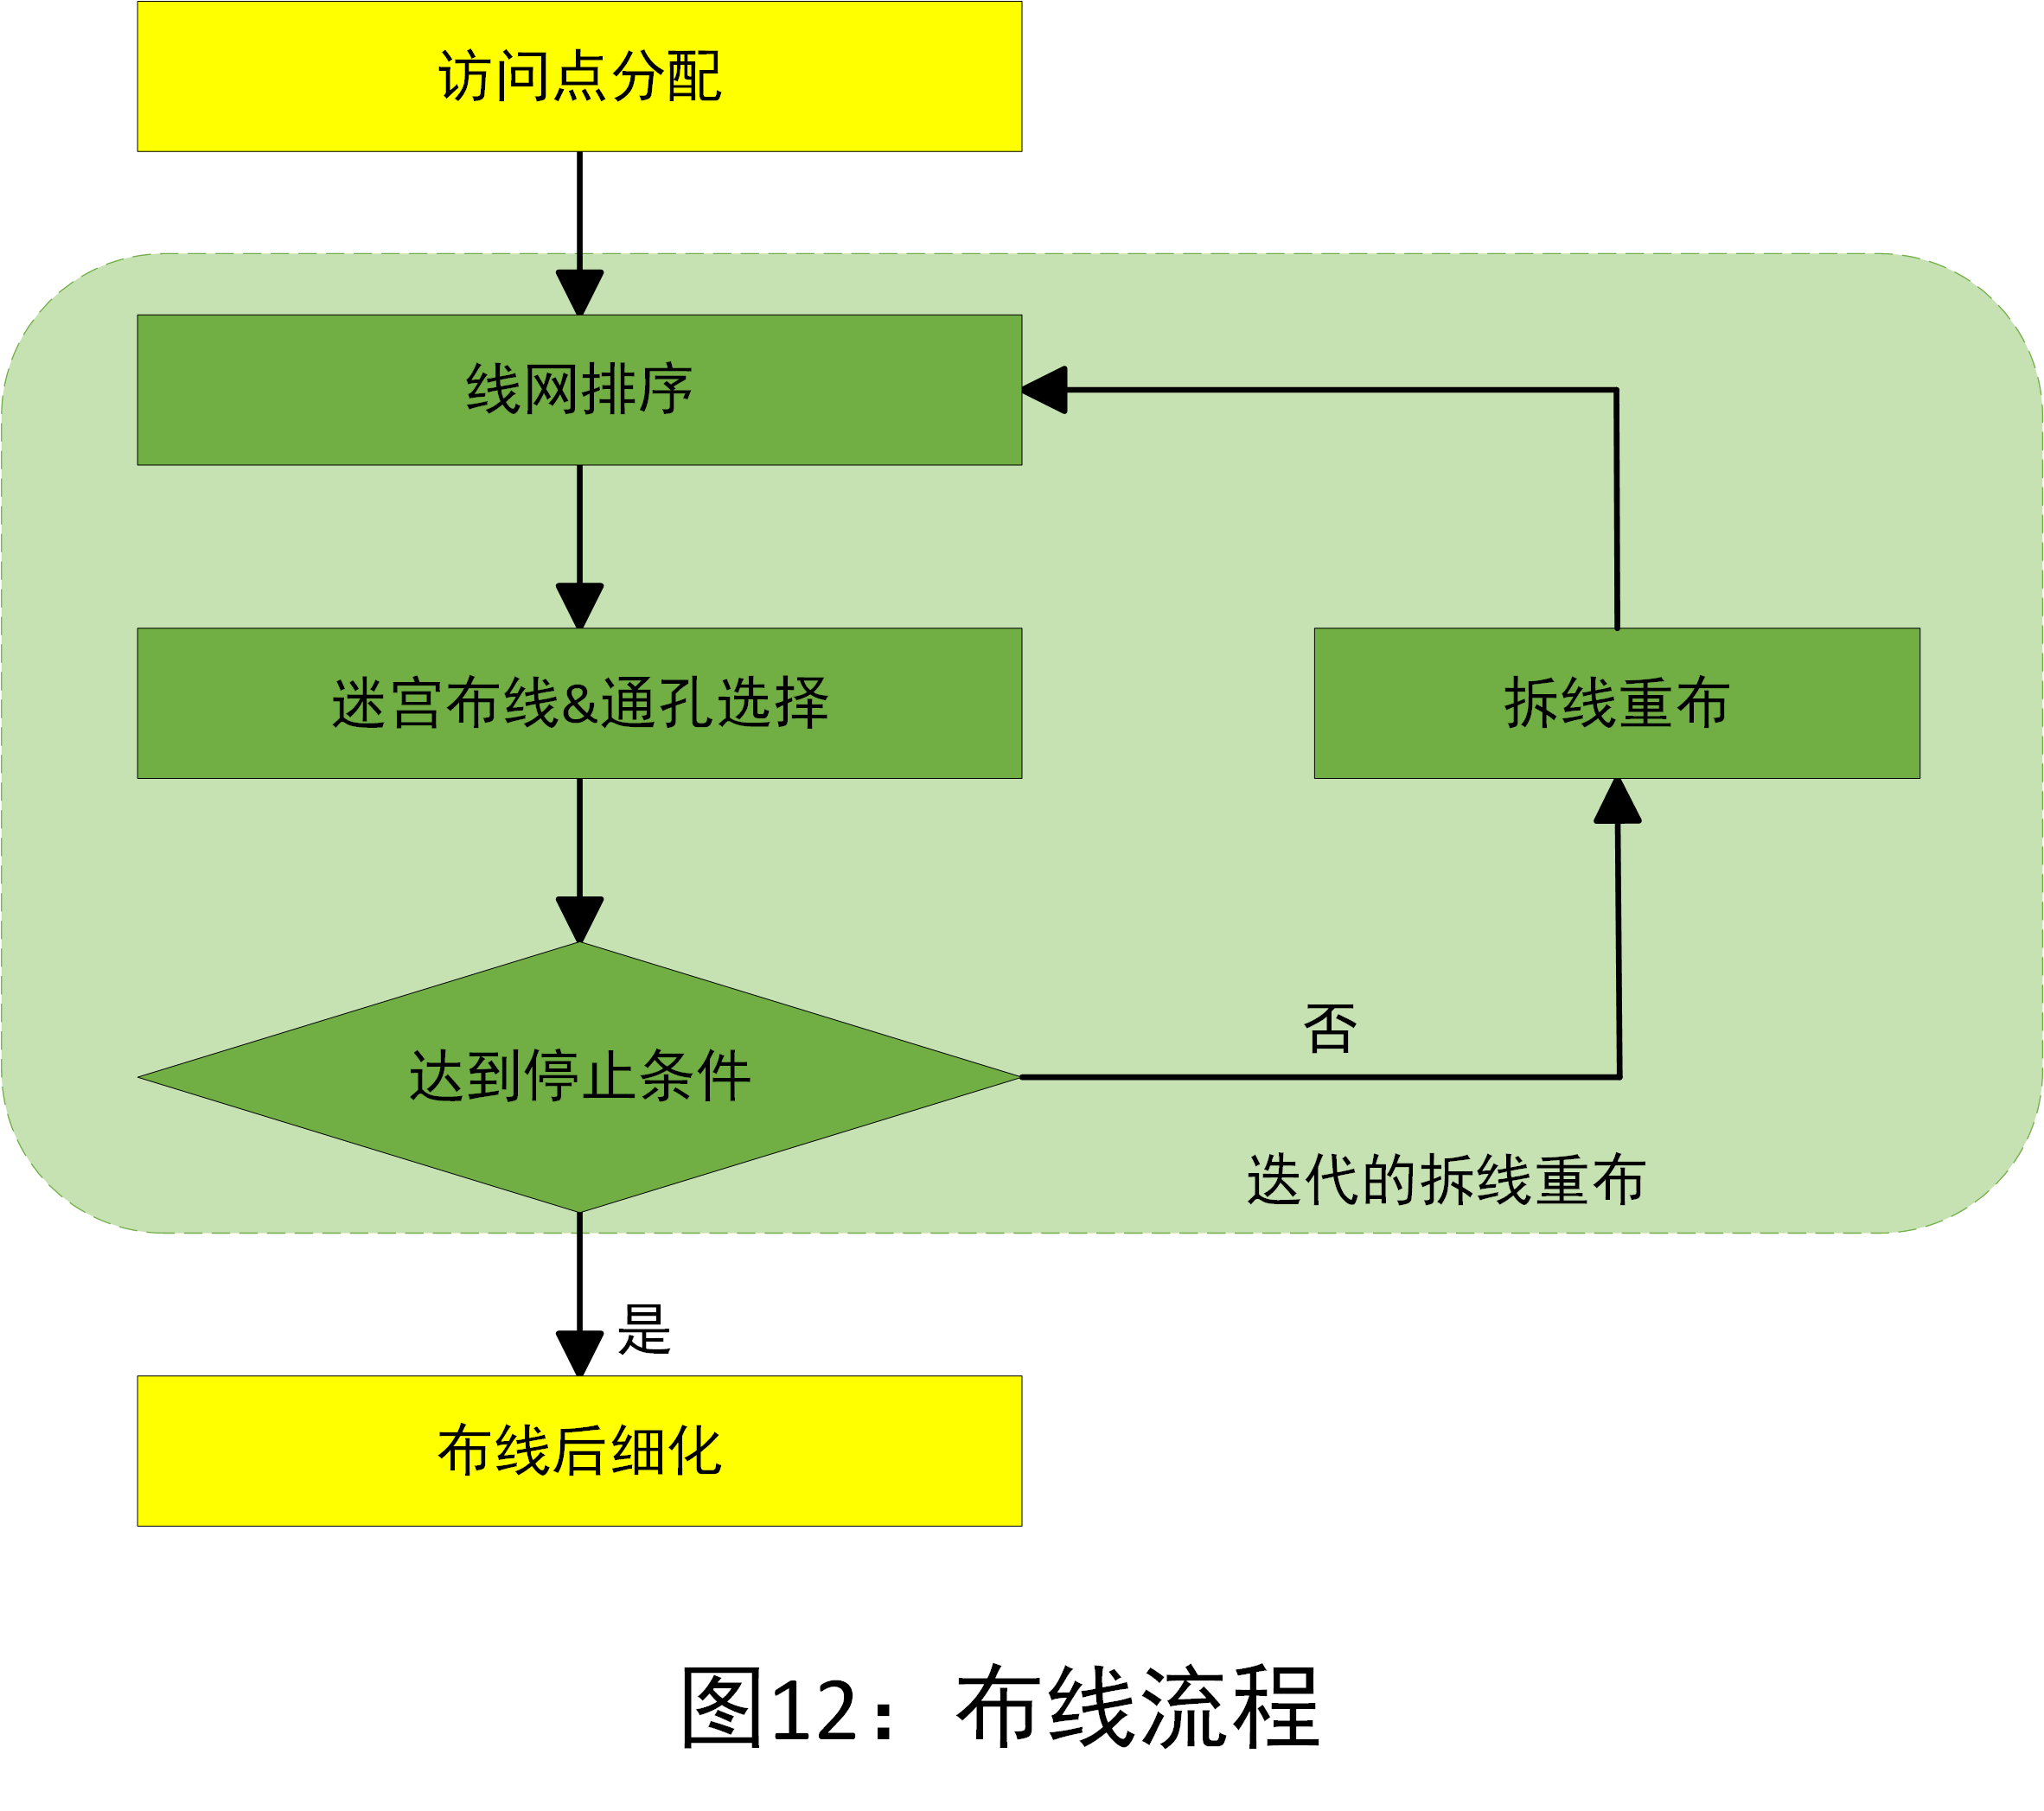 访问点分配
线网排序
迷宫布线&通孔选择
拆线重布
达到停止条件
否
迭代的拆线重布
是
布线后细化
图12：布线流程